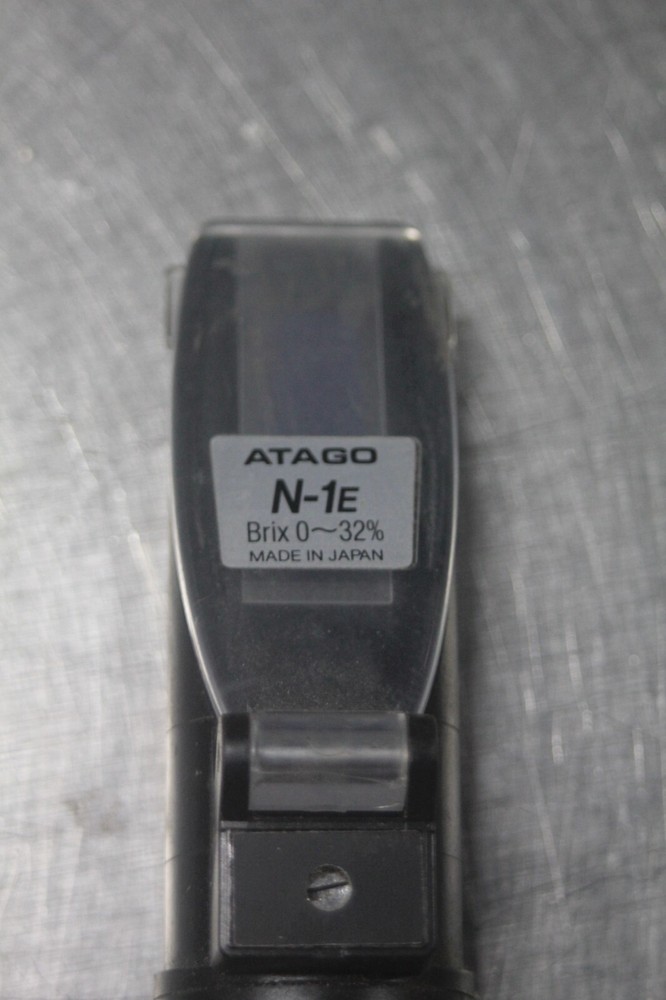 ATAGO
N-1E
Brix 0～32%
MADE IN JAPAN